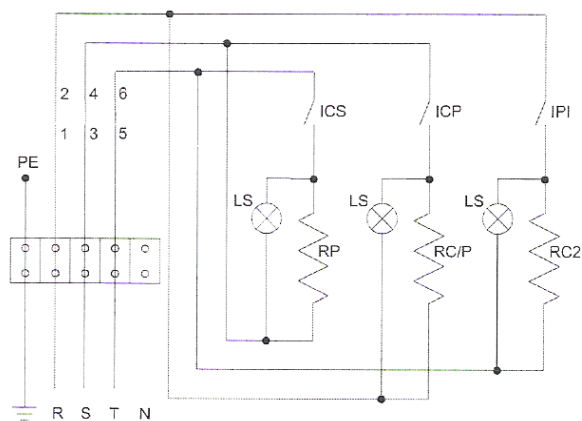 2 4 6
1 3 5
ICS ICP IPI
PE
LS LS LS
RP RC/P RC2
R S T N